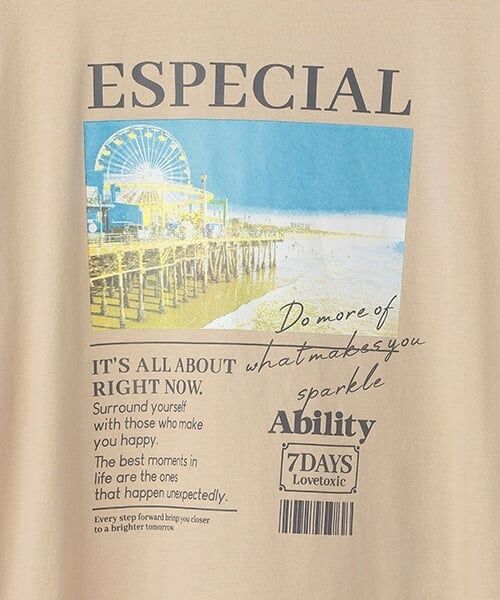 ESPECIAL
Do more of
what makes you
sparkle
IT'S ALL ABOUT
RIGHT NOW.
Surround yourself
with those who make
you happy.
The best moments in
life are the ones
that happen unexpectedly.
Every step forward brings you closer
to a brighter tomorrow.
Ability
7DAYS
Lovetoxic